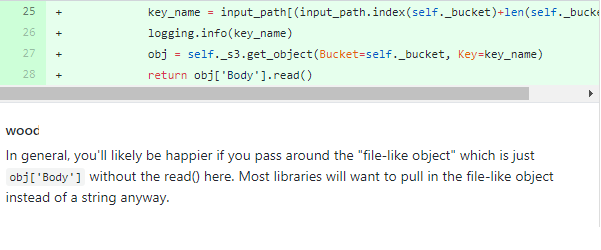 25 + key_name = input_path[(input_path.index(self._bucket)+len(self._bucke
26 + logging.info(key_name)
27 + obj = self._s3.get_object(Bucket=self._bucket, Key=key_name)
28 + return obj['Body'].read()
wood
In general, you'll likely be happier if you pass around the "file-like object" which is just
obj['Body'] without the read() here. Most libraries will want to pull in the file-like object
instead of a string anyway.